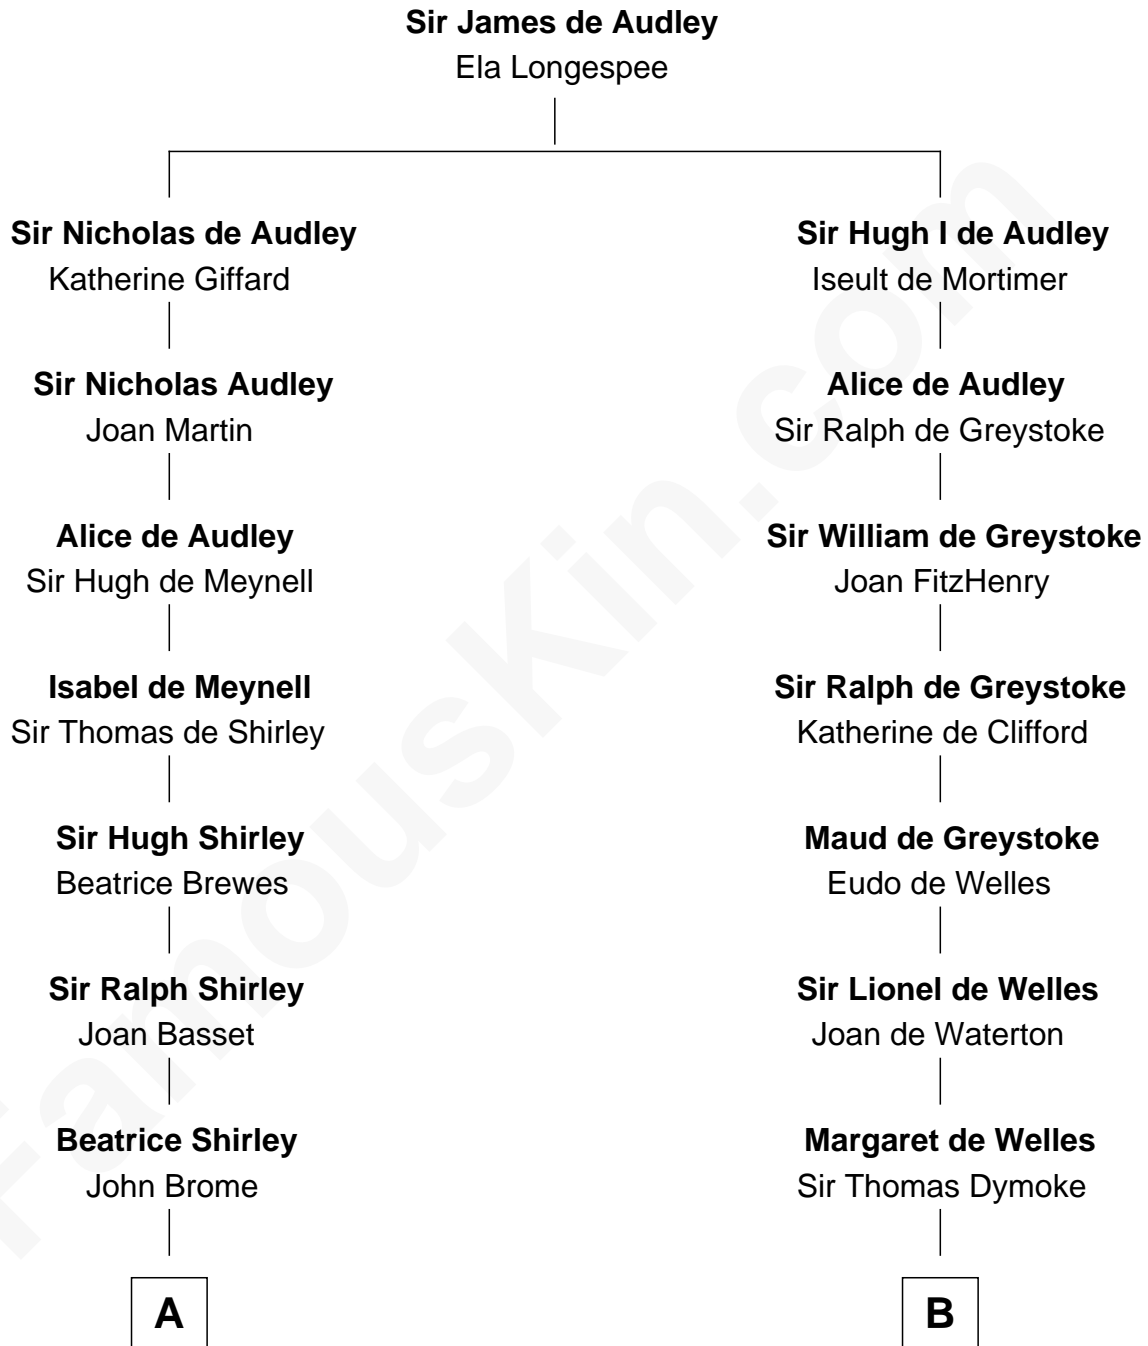 Sir James de Audley
Ela Longespee
Sir Nicholas de Audley
Katherine Giffard
Sir Hugh I de Audley
Iseult de Mortimer
Sir Nicholas Audley
Joan Martin
Alice de Audley
Sir Ralph de Greystoke
Alice de Audley
Sir Hugh de Meynell
Sir William de Greystoke
Joan FitzHenry
Isabel de Meynell
Sir Thomas de Shirley
Sir Ralph de Greystoke
Katherine de Clifford
Sir Hugh Shirley
Beatrice Brewes
Maud de Greystoke
Eudo de Welles
Sir Ralph Shirley
Joan Basset
Sir Lionel de Welles
Joan de Waterton
Beatrice Shirley
John Brome
Margaret de Welles
Sir Thomas Dymoke
A
B
FamousKin.com